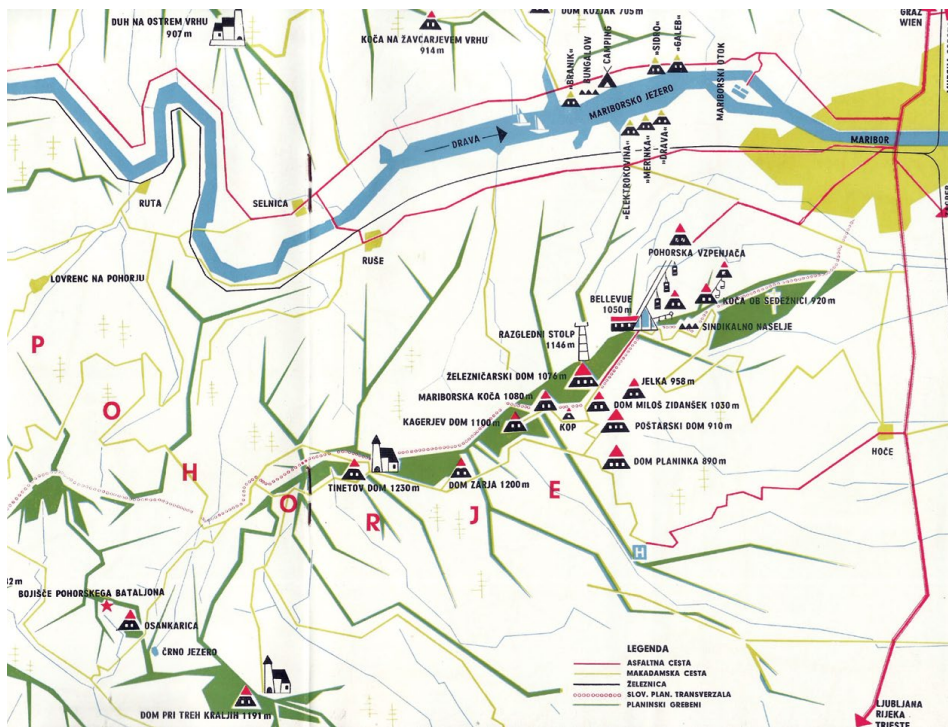 DUH NA OSTREM VRHU
907 m
KOČA NA ŽAVCARJEVEM VRHU
914 m
DOM KOZJAK 705 m
GRAZ
WIEN
»BRANIK«
BUNGALOW
CAMPING
»SIDRO«
»GALEB«
MARIBORSKI OTOK
MARIBORSKO JEZERO
DRAVA
MARIBOR
»ELEKTROKOVINA«
»MERINKA«
»DRAVA«
RUTA
SELNICA
RUŠE
LOVRENC NA POHORJU
POHORSKA VZPENJAČA
BELLEVUE
1050 m
KOČA OB SEDEŽNICI 920 m
SINDIKALNO NASELJE
RAZGLEDNI STOLP
1146 m
ŽELEZNIČARSKI DOM 1076 m
JELKA 958 m
MARIBORSKA KOČA 1080 m
DOM MILOŠ ZIDANŠEK 1030 m
KAGERJEV DOM 1100 m
KOP
POŠTARSKI DOM 910 m
HOČE
DOM PLANINKA 890 m
TINETOV DOM 1230 m
DOM ZARJA 1200 m
P O H O R J E
H
BOJIŠČE POHORSKEGA BATALJONA
OSANKARICA
ČRNO JEZERO
DOM PRI TREH KRALJIH 1191 m
LEGENDA
ASFALTNA CESTA
MAKADAMSKA CESTA
ŽELEZNICA
SLOV. PLAN. TRANSVERZALA
PLANINSKI GREBENI
LJUBLJANA
RIJEKA
TRIESTE